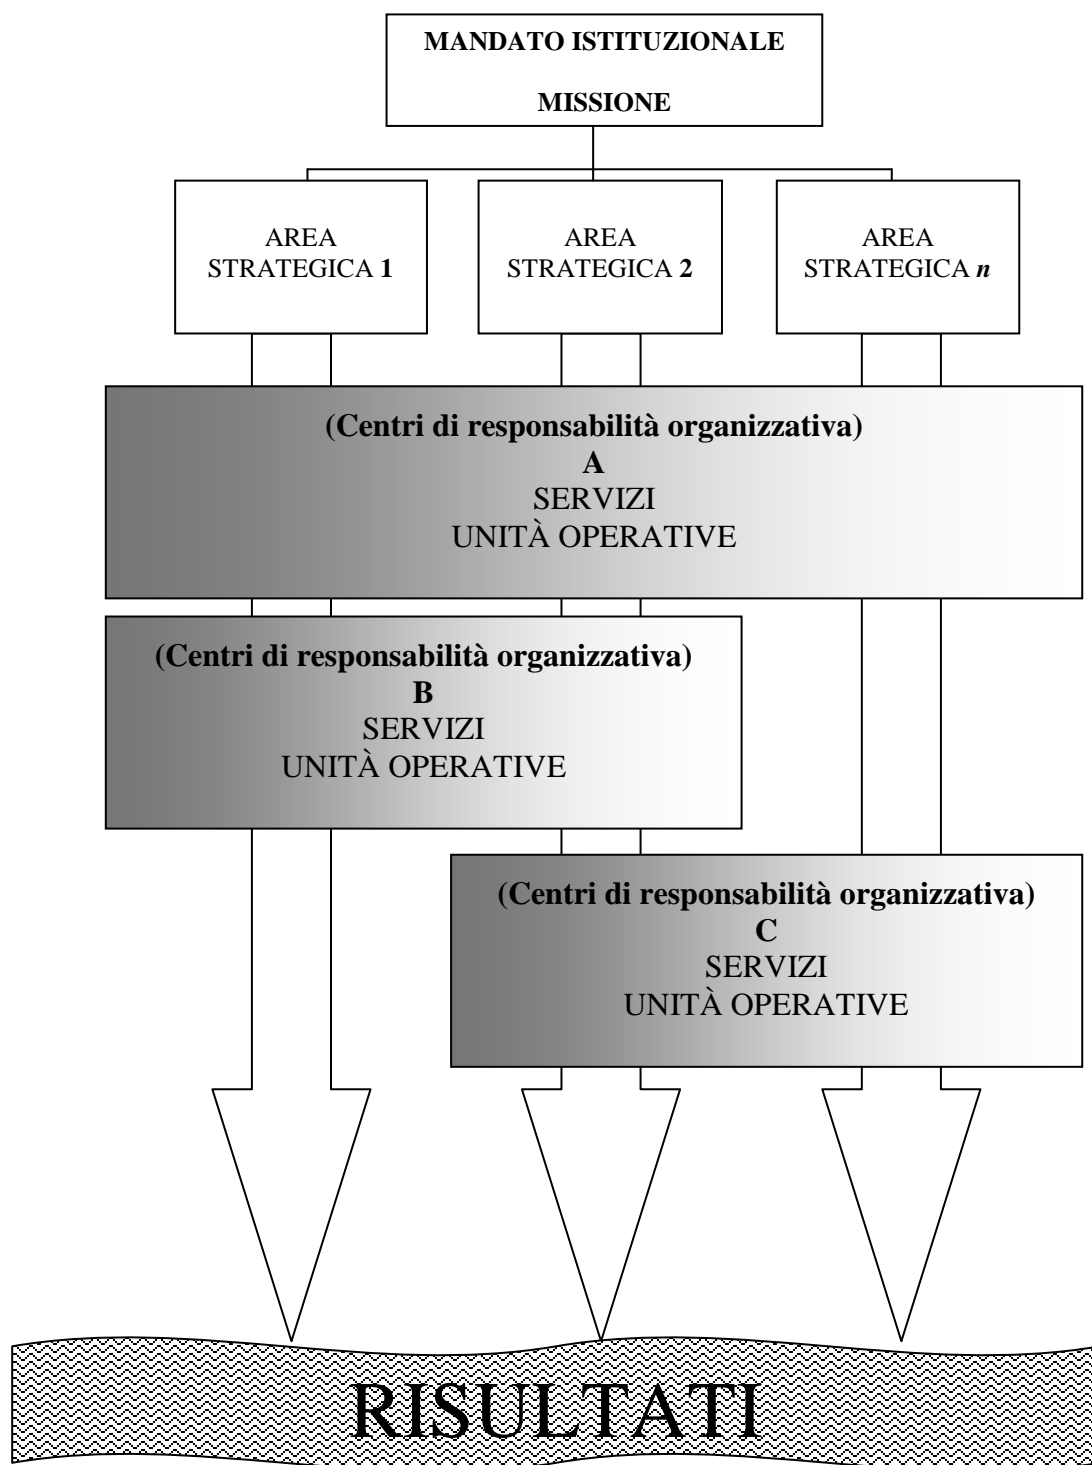 MANDATO ISTITUZIONALE
MISSIONE
AREA
STRATEGICA 1
AREA
STRATEGICA 2
AREA
STRATEGICA n
(Centri di responsabilità organizzativa)
A
SERVIZI
UNITÀ OPERATIVE
(Centri di responsabilità organizzativa)
B
SERVIZI
UNITÀ OPERATIVE
(Centri di responsabilità organizzativa)
C
SERVIZI
UNITÀ OPERATIVE
RISULTATI